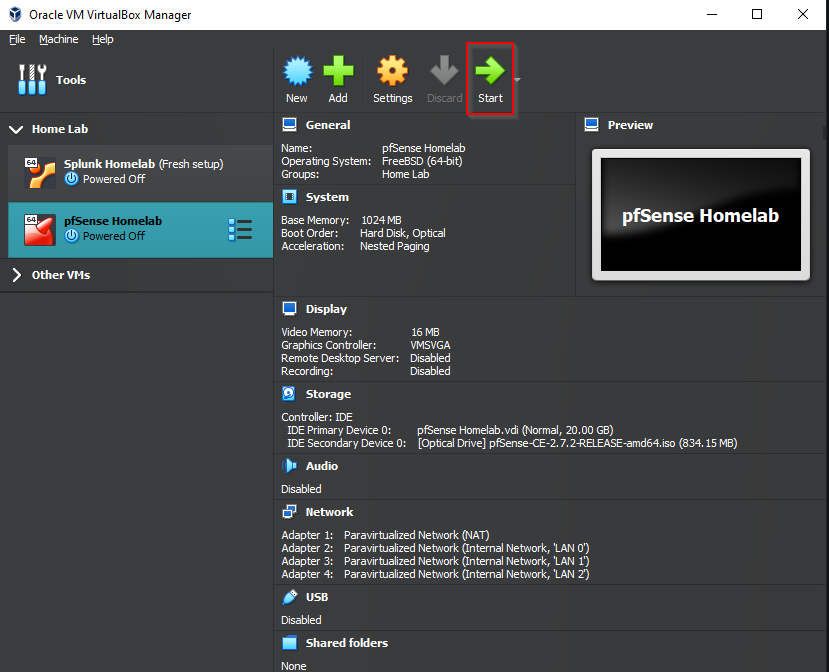 Oracle VM VirtualBox Manager
File Machine Help
Tools
New Add Settings Discard Start
Home Lab
64 Splunk Homelab (Fresh setup)
Powered Off
64 pfSense Homelab
Powered Off
Other VMs
General
Name: pfSense Homelab
Operating System: FreeBSD (64-bit)
Groups: Home Lab
System
Base Memory: 1024 MB
Boot Order: Hard Disk, Optical
Acceleration: Nested Paging
Preview
pfSense Homelab
Display
Video Memory: 16 MB
Graphics Controller: VMSVGA
Remote Desktop Server: Disabled
Recording: Disabled
Storage
Controller: IDE
IDE Primary Device 0: pfSense Homelab.vdi (Normal, 20.00 GB)
IDE Secondary Device 0: [Optical Drive] pfSense-CE-2.7.2-RELEASE-amd64.iso (834.15 MB)
Audio
Disabled
Network
Adapter 1: Paravirtualized Network (NAT)
Adapter 2: Paravirtualized Network (Internal Network, 'LAN 0')
Adapter 3: Paravirtualized Network (Internal Network, 'LAN 1')
Adapter 4: Paravirtualized Network (Internal Network, 'LAN 2')
USB
Disabled
Shared folders
None